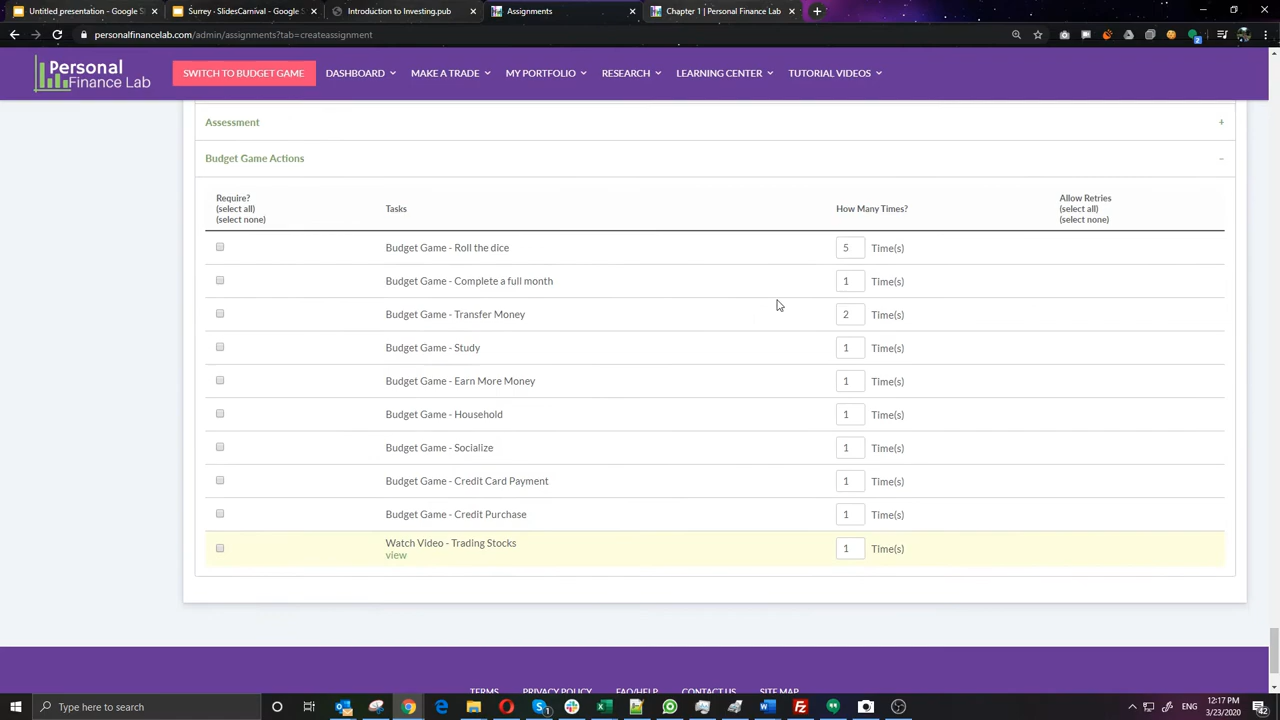 Untitled presentation - Google S
Survey - SlidesCarnival - Google S
Introduction to Investing.pub
Assignments
Chapter 1 | Personal Finance Lab
personalfinancelab.com/admin/assignments?tab=createassignment
Personal
Finance Lab
SWITCH TO BUDGET GAME
DASHBOARD
MAKE A TRADE
MY PORTFOLIO
RESEARCH
LEARNING CENTER
TUTORIAL VIDEOS
Assessment +
Budget Game Actions –
Require?
(select all)
(select none)
Tasks
How Many Times?
Allow Retries
(select all)
(select none)
Budget Game - Roll the dice 5 Time(s)
Budget Game - Complete a full month 1 Time(s)
Budget Game - Transfer Money 2 Time(s)
Budget Game - Study 1 Time(s)
Budget Game - Earn More Money 1 Time(s)
Budget Game - Household 1 Time(s)
Budget Game - Socialize 1 Time(s)
Budget Game - Credit Card Payment 1 Time(s)
Budget Game - Credit Purchase 1 Time(s)
Watch Video - Trading Stocks 1 Time(s)
view
TERMS PRIVACY POLICY FAQ/HELP CONTACT US SITE MAP
Type here to search
ENG
12:17 PM
3/23/2020
42